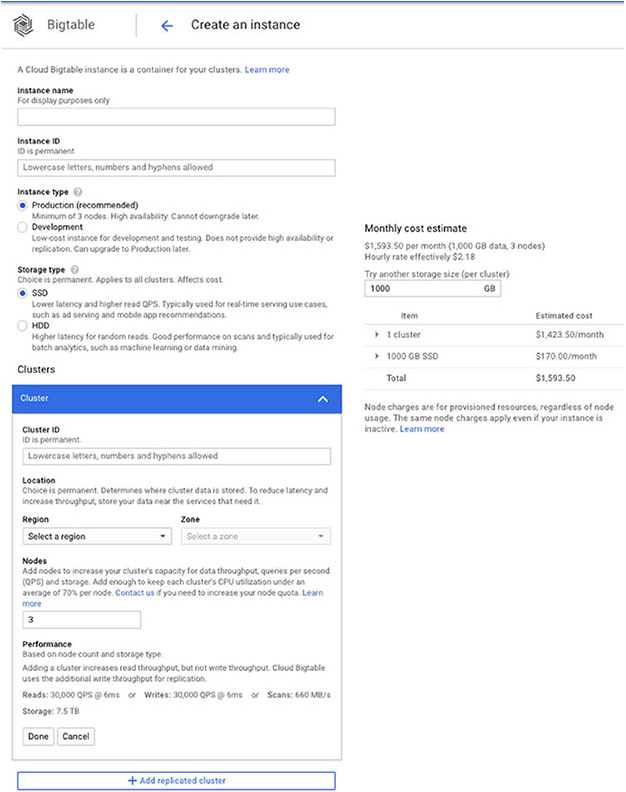 Bigtable
Create an instance
A Cloud Bigtable instance is a container for your clusters. Learn more
Instance name
For display purposes only
Instance ID
ID is permanent
Lowercase letters, numbers and hyphens allowed
Instance type
Production (recommended)
Minimum of 3 nodes. High availability. Cannot downgrade later.
Development
Low-cost instance for development and testing. Does not provide high availability or
replication. Can upgrade to Production later.
Storage type
Choice is permanent. Applies to all clusters. Affects cost.
SSD
Lower latency and higher read QPS. Typically used for real-time serving use cases,
such as ad serving and mobile app recommendations.
HDD
Higher latency for random reads. Good performance on scans and typically used for
batch analytics, such as machine learning or data mining.
Clusters
Cluster
Cluster ID
ID is permanent.
Lowercase letters, numbers and hyphens allowed
Location
Choice is permanent. Determines where cluster data is stored. To reduce latency and
increase throughput, store your data near the services that need it.
Region Zone
Select a region Select a zone
Nodes
Add nodes to increase your cluster's capacity for data throughput, queries per second
(QPS) and storage. Add enough to keep each cluster's CPU utilization under an
average of 70% per node. Contact us if you need to increase your node quota. Learn
more
3
Performance
Based on node count and storage type.
Adding a cluster increases read throughput, but not write throughput. Cloud Bigtable
uses the additional write throughput for replication.
Reads: 30,000 QPS @ 6ms or Writes: 30,000 QPS @ 6ms or Scans: 660 MB/s
Storage: 7.5 TB
Done Cancel
+ Add replicated cluster
Monthly cost estimate
$1,593.50 per month (1,000 GB data, 3 nodes)
Hourly rate effectively $2.18
Try another storage size (per cluster)
1000 GB
Item Estimated cost
1 cluster $1,423.50/month
1000 GB SSD $170.00/month
Total $1,593.50
Node charges are for provisioned resources, regardless of node
usage. The same node charges apply even if your instance is
inactive. Learn more